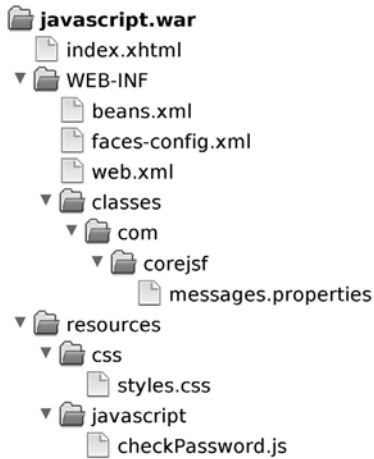 javascript.war
index.xhtml
WEB-INF
beans.xml
faces-config.xml
web.xml
classes
com
corejsf
messages.properties
resources
css
styles.css
javascript
checkPassword.js